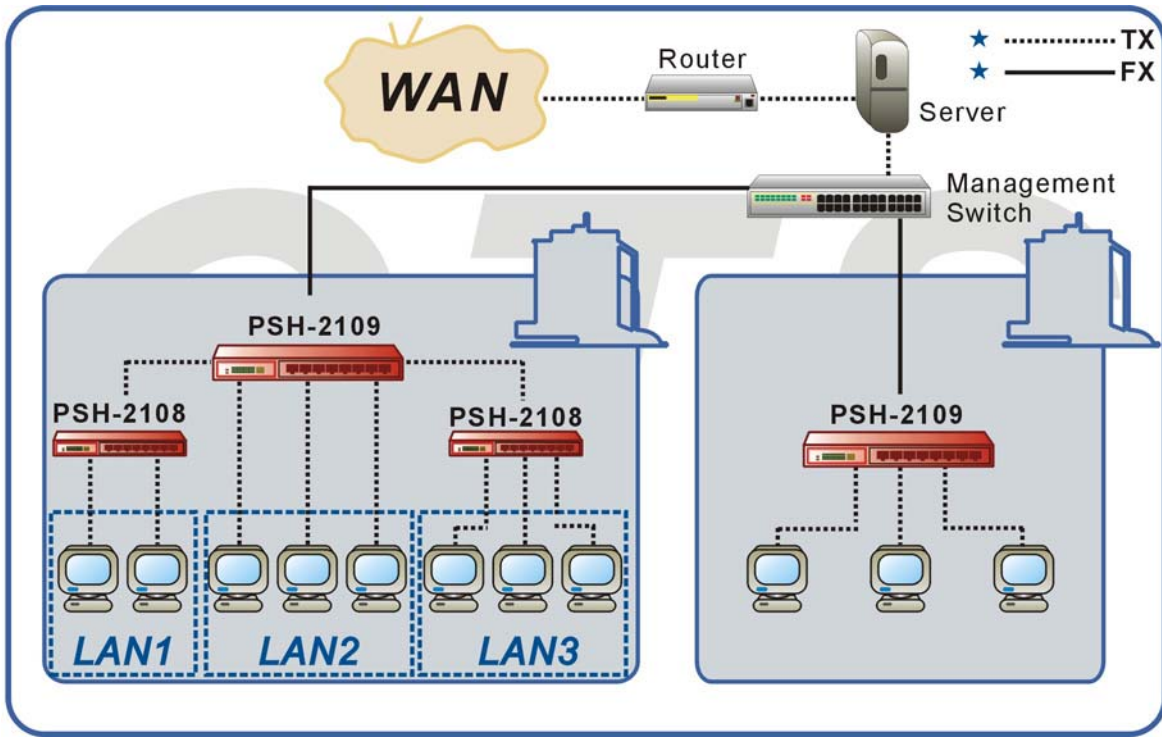 WAN
Router
Server
TX
FX
Management
Switch
PSH-2109
PSH-2108
PSH-2108
PSH-2109
LAN1
LAN2
LAN3